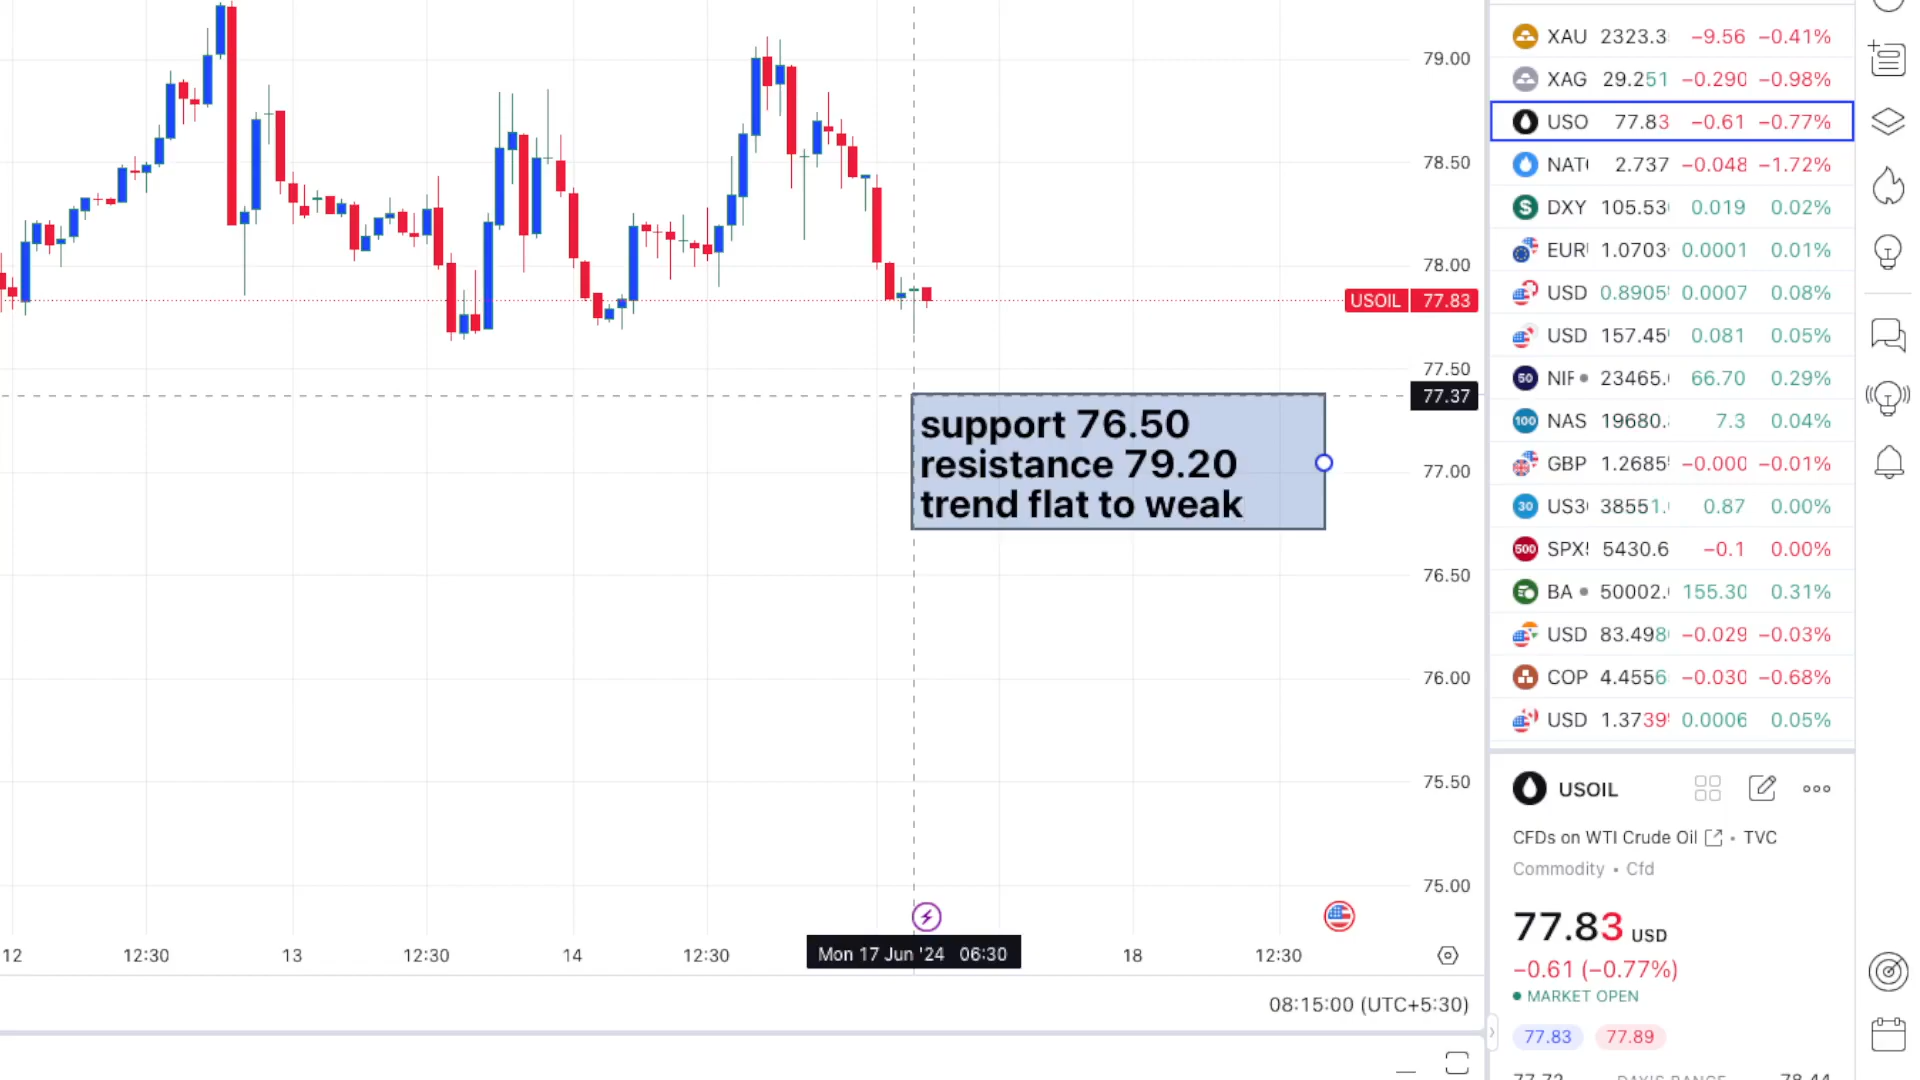 79.00
78.50
78.00
USOIL 77.83
77.50
77.37
77.00
76.50
76.00
75.50
75.00
support 76.50
resistance 79.20
trend flat to weak
12 12:30 13 12:30 14 12:30 Mon 17 Jun '24 06:30 18 12:30
08:15:00 (UTC+5:30)
XAU 2323.3 −9.56 −0.41%
XAG 29.251 −0.290 −0.98%
USO 77.83 −0.61 −0.77%
NAT 2.737 −0.048 −1.72%
DXY 105.53 0.019 0.02%
EUR 1.0703 0.0001 0.01%
USD 0.8905 0.0007 0.08%
USD 157.45 0.081 0.05%
50 NIF 23465. 66.70 0.29%
100 NAS 19680. 7.3 0.04%
GBP 1.2685 −0.000 −0.01%
30 US3 38551. 0.87 0.00%
500 SPX 5430.6 −0.1 0.00%
BA 50002. 155.30 0.31%
USD 83.498 −0.029 −0.03%
COP 4.4556 −0.030 −0.68%
USD 1.3739 0.0006 0.05%
USOIL
CFDs on WTI Crude Oil • TVC
Commodity • Cfd
77.83 USD
−0.61 (−0.77%)
MARKET OPEN
77.83 77.89
77.72 DAY'S RANGE 78.44